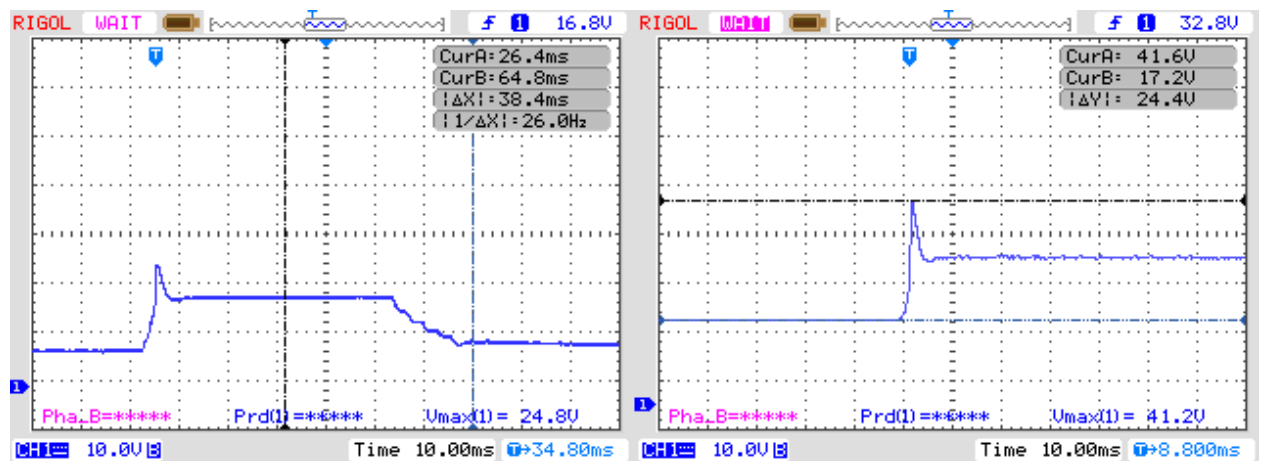 RIGOL WAIT T f 1 16.8V
T
CurA:26.4ms
CurB:64.8ms
|ΔX|:38.4ms
|1/ΔX|:26.0Hz
1
Pha_B=***** Prd(1)=***** Vmax(1)= 24.8V
CH1 10.0V B Time 10.00ms T→34.80ms
RIGOL WAIT T f 1 32.8V
T
CurA: 41.6V
CurB: 17.2V
|ΔY|: 24.4V
1
Pha_B=***** Prd(1)=***** Vmax(1)= 41.2V
CH1 10.0V B Time 10.00ms T→8.800ms